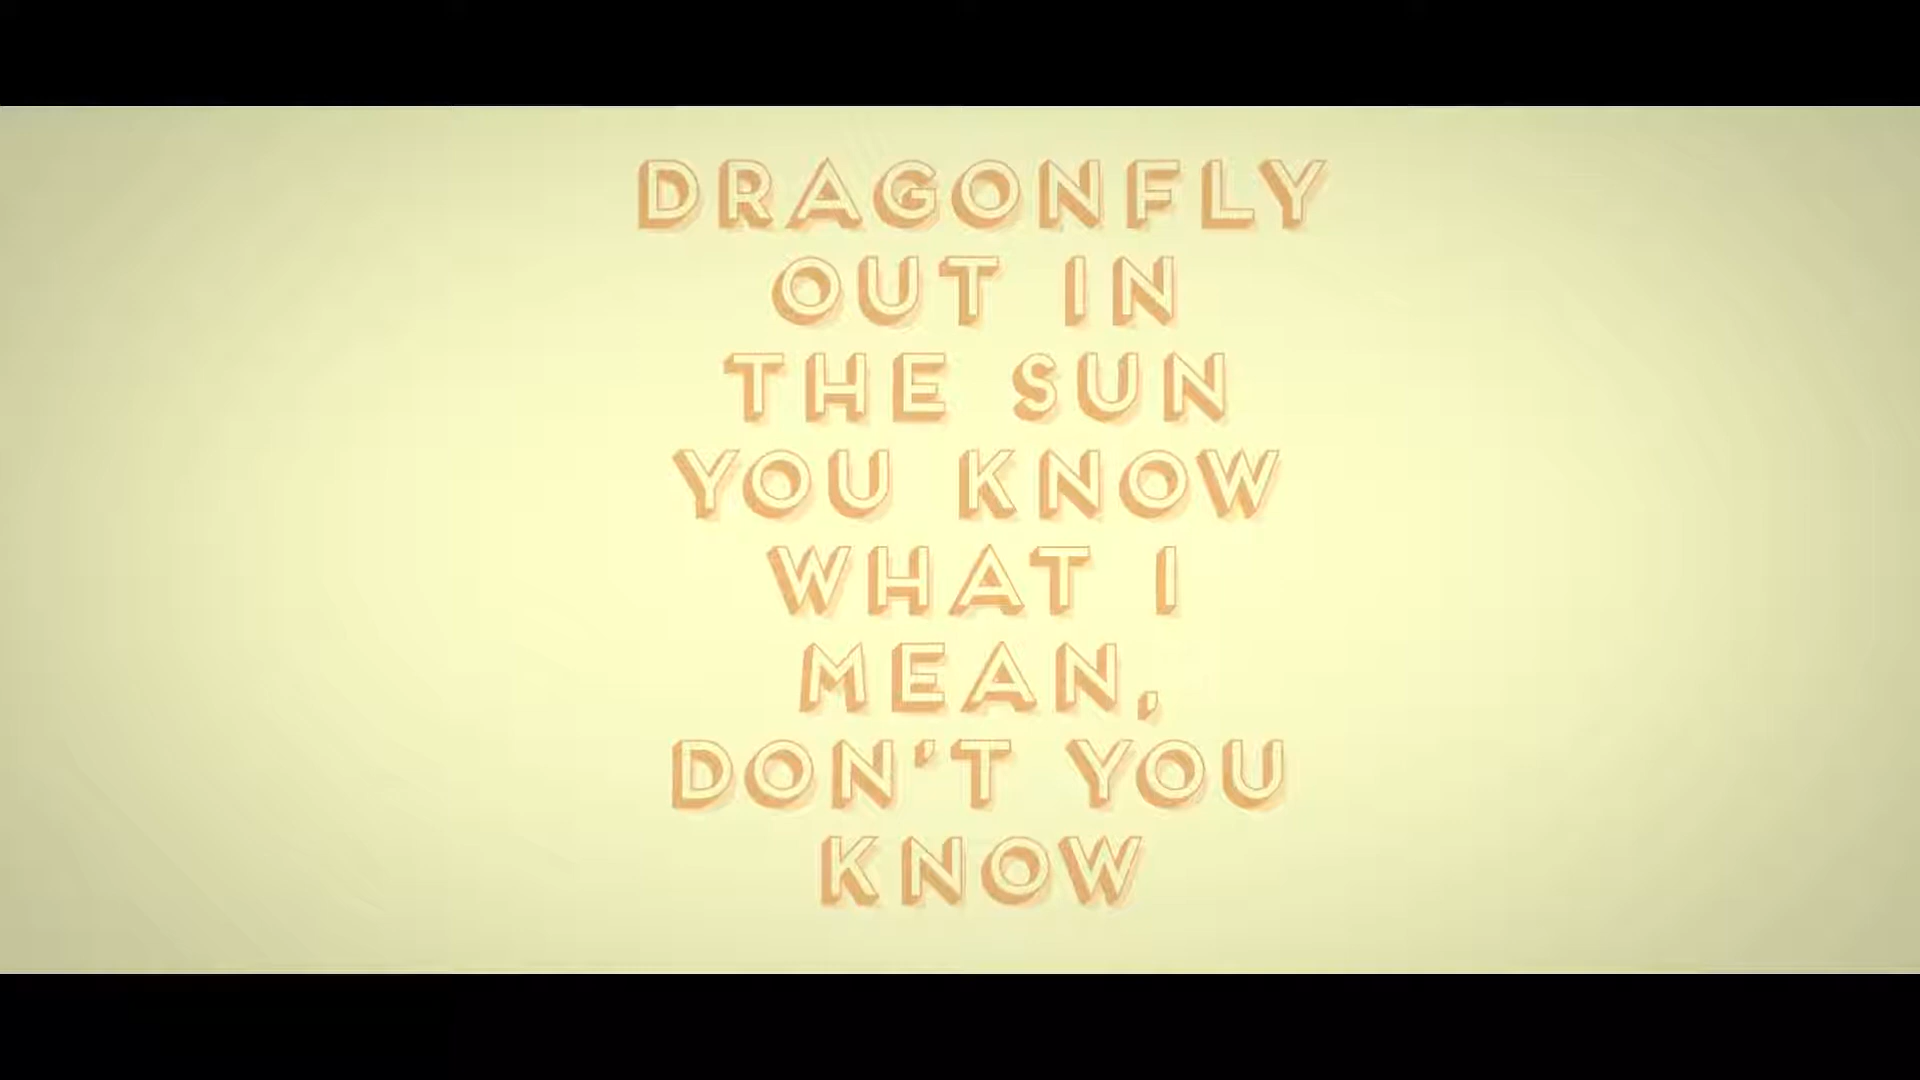 DRAGONFLY
OUT IN
THE SUN
YOU KNOW
WHAT I
MEAN,
DON'T YOU
KNOW